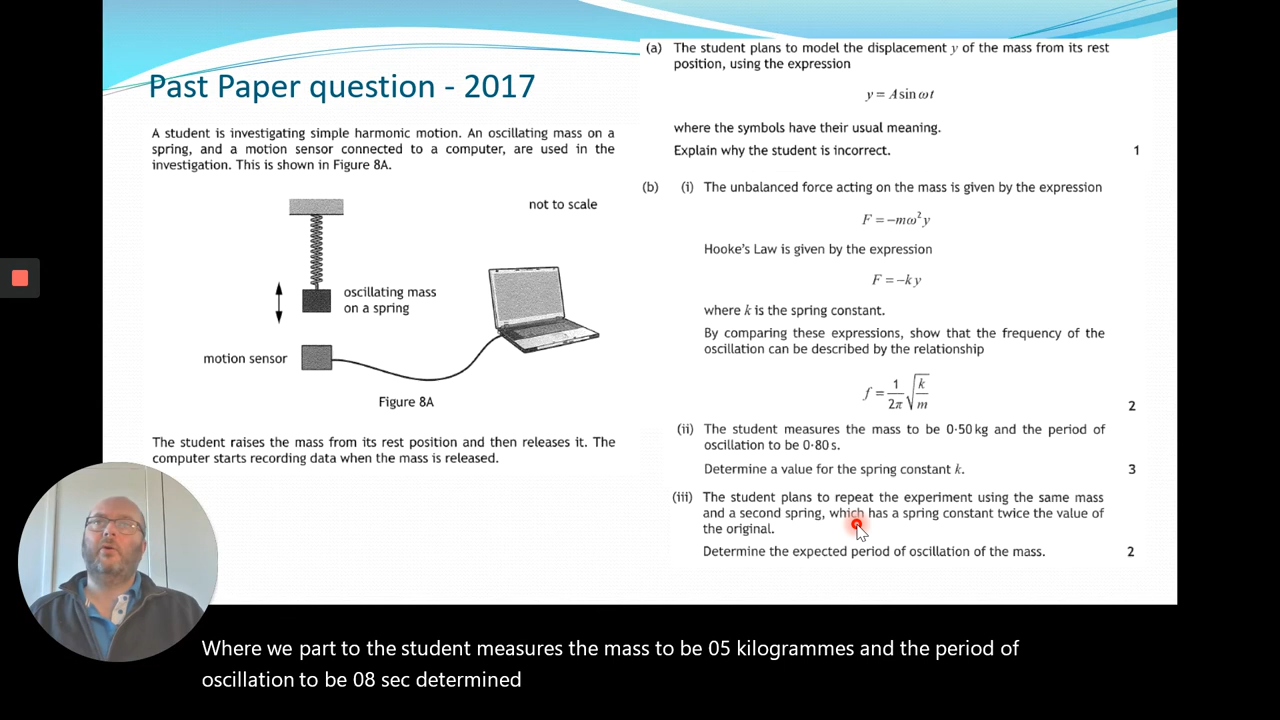 Past Paper question - 2017
A student is investigating simple harmonic motion. An oscillating mass on a
spring, and a motion sensor connected to a computer, are used in the
investigation. This is shown in Figure 8A.
not to scale
oscillating mass
on a spring
motion sensor
Figure 8A
The student raises the mass from its rest position and then releases it. The
computer starts recording data when the mass is released.
(a) The student plans to model the displacement y of the mass from its rest
position, using the expression
y = A sin ωt
where the symbols have their usual meaning.
Explain why the student is incorrect. 1
(b) (i) The unbalanced force acting on the mass is given by the expression
F = −mω²y
Hooke's Law is given by the expression
F = −ky
where k is the spring constant.
By comparing these expressions, show that the frequency of the
oscillation can be described by the relationship
f = 1/2π √k/m
2
(ii) The student measures the mass to be 0·50 kg and the period of
oscillation to be 0·80 s.
Determine a value for the spring constant k. 3
(iii) The student plans to repeat the experiment using the same mass
and a second spring, which has a spring constant twice the value of
the original.
Determine the expected period of oscillation of the mass. 2
Where we part to the student measures the mass to be 05 kilogrammes and the period of
oscillation to be 08 sec determined